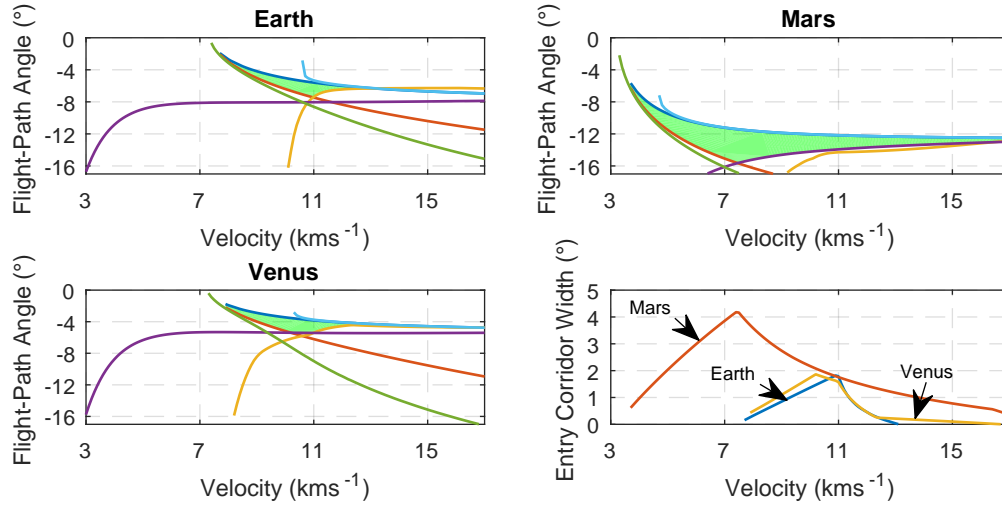 Earth
Flight-Path Angle (°)
0
-4
-8
-12
-16
3
7
11
15
Velocity (kms⁻¹)
Mars
Flight-Path Angle (°)
0
-4
-8
-12
-16
3
7
11
15
Velocity (kms⁻¹)
Venus
Flight-Path Angle (°)
0
-4
-8
-12
-16
3
7
11
15
Velocity (kms⁻¹)
Entry Corridor Width (°)
5
4
3
2
1
0
Mars
Earth
Venus
3
7
11
15
Velocity (kms⁻¹)